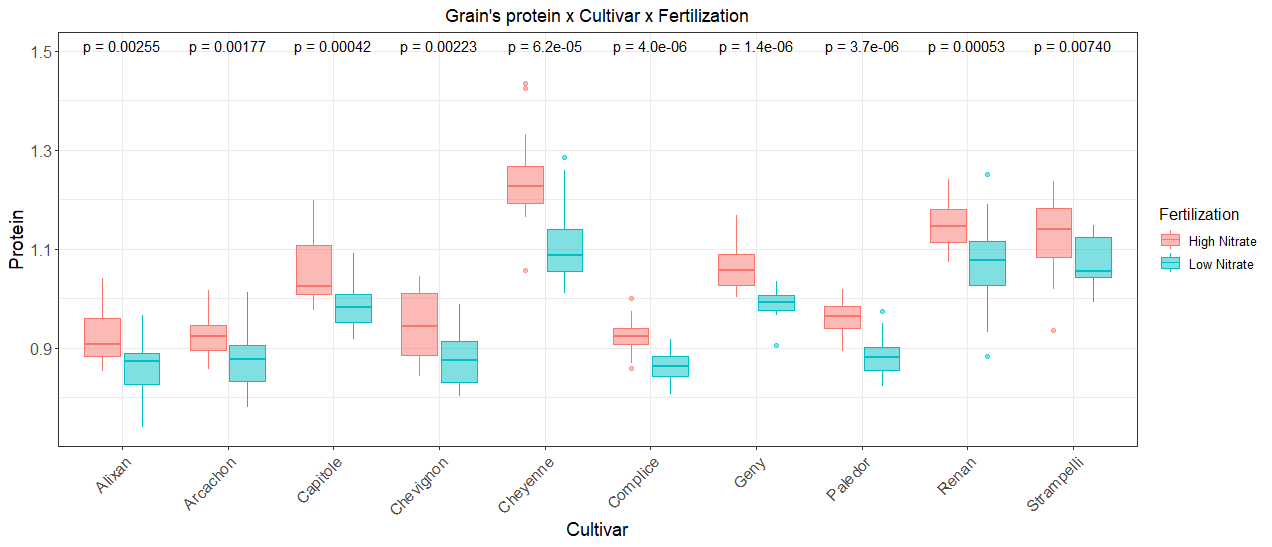 Grain's protein x Cultivar x Fertilization
p = 0.00255 p = 0.00177 p = 0.00042 p = 0.00223 p = 6.2e-05 p = 4.0e-06 p = 1.4e-06 p = 3.7e-06 p = 0.00053 p = 0.00740
1.5
1.3
1.1
0.9
Protein
Alixan Arcachon Capitole Chevignon Cheyenne Complice Geny Paledor Renan Strampelli
Cultivar
Fertilization
High Nitrate
Low Nitrate